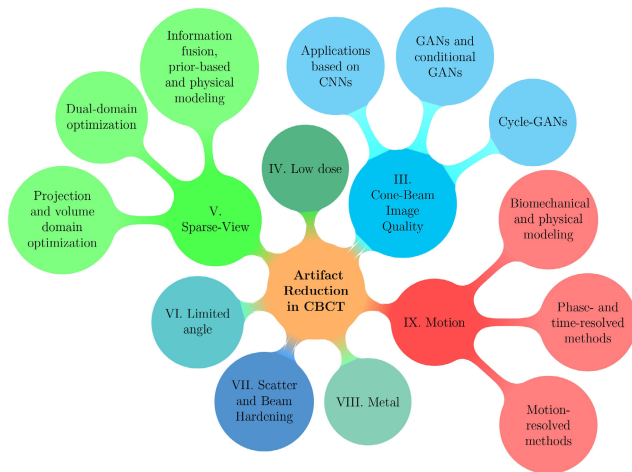 Information
fusion,
prior-based
and physical
modeling
Applications
based on
CNNs
GANs and
conditional
GANs
Dual-domain
optimization
Cycle-GANs
IV. Low dose
III.
Cone-Beam
Image
Quality
Projection
and volume
domain
optimization
V.
Sparse-View
Biomechanical
and physical
modeling
Artifact
Reduction
in CBCT
VI. Limited
angle
IX. Motion
Phase- and
time-resolved
methods
VII. Scatter
and Beam
Hardening
VIII. Metal
Motion-
resolved
methods